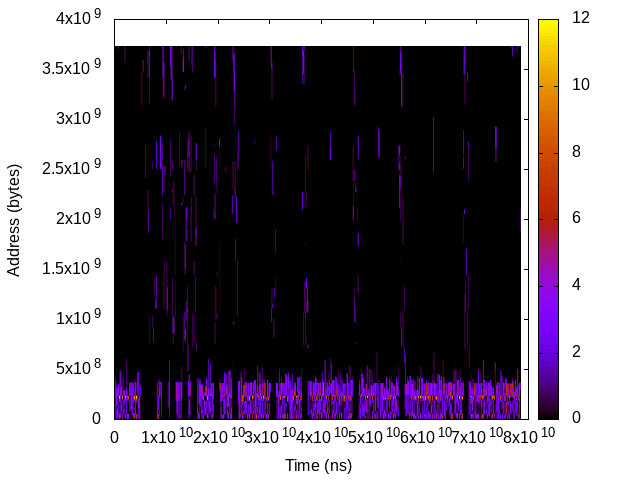 4x10 9
3.5x10 9
3x10 9
2.5x10 9
2x10 9
1.5x10 9
1x10 9
5x10 8
0
Address (bytes)
0 1x10 10 2x10 10 3x10 10 4x10 10 5x10 10 6x10 10 7x10 10 8x10 10
Time (ns)
12
10
8
6
4
2
0